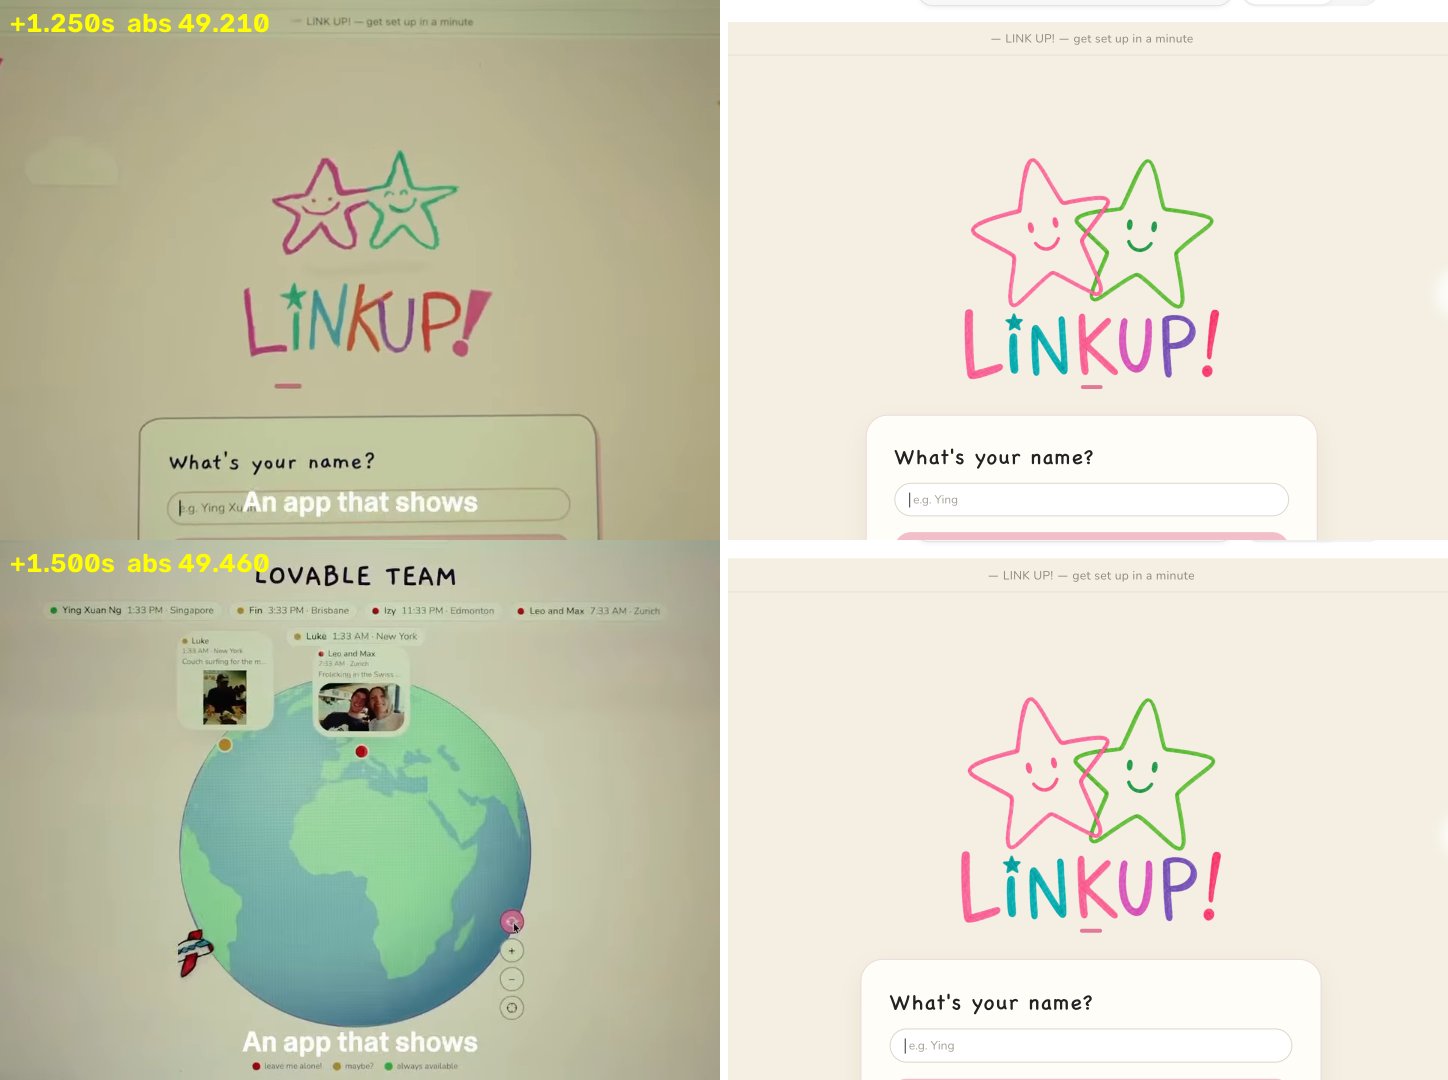 +1.250s abs 49.210
— LINK UP! — get set up in a minute
LiNKUP!
What's your name?
e.g. Ying Xuan
An app that shows
— LINK UP! — get set up in a minute
LiNKUP!
What's your name?
e.g. Ying
+1.500s abs 49.460
LOVABLE TEAM
Ying Xuan Ng 1:33 PM · Singapore
Fin 3:33 PM · Brisbane
Izy 11:33 PM · Edmonton
Leo and Max 7:33 AM · Zurich
Luke 1:33 AM · New York
Luke
1:33 AM · New York
Couch surfing for the m...
Leo and Max
7:33 AM · Zurich
Frolicking in the Swiss ...
An app that shows
leave me alone!
maybe?
always available
— LINK UP! — get set up in a minute
LiNKUP!
What's your name?
e.g. Ying